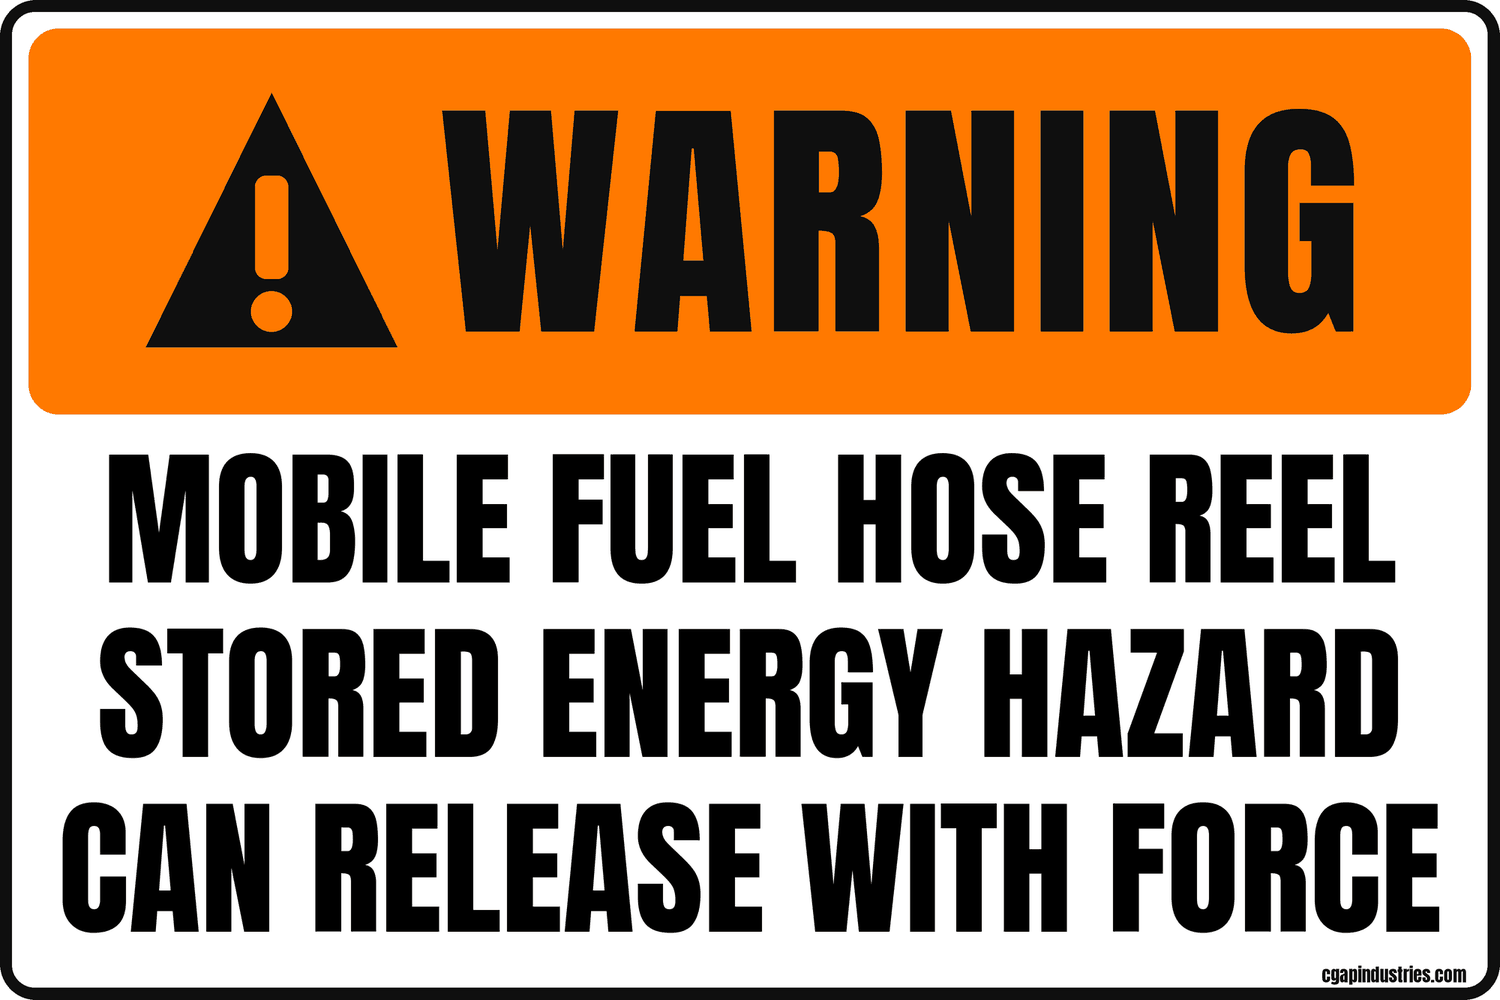 WARNING
MOBILE FUEL HOSE REEL
STORED ENERGY HAZARD
CAN RELEASE WITH FORCE
cgapindustries.com